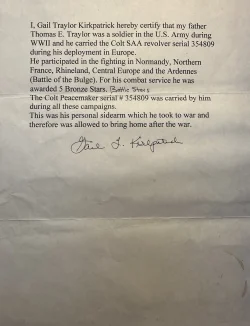 I, Gail Traylor Kirkpatrick hereby certify that my father
Thomas E. Traylor was a soldier in the U.S. Army during
WWII and he carried the Colt SAA revolver serial 354809
during his deployment in Europe.
He participated in the fighting in Normandy, Northern
France, Rhineland, Central Europe and the Ardennes
(Battle of the Bulge). For his combat service he was
awarded 5 Bronze Stars. Battle Stars
The Colt Peacemaker serial # 354809 was carried by him
during all these campaigns.
This was his personal sidearm which he took to war and
therefore was allowed to bring home after the war.
Gail T. Kirkpatrick